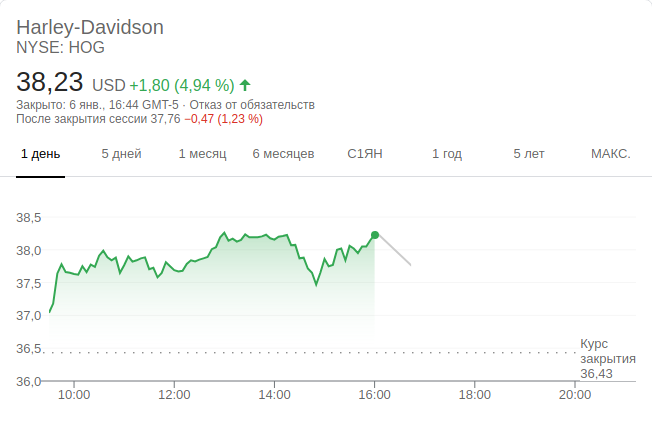 Harley-Davidson
NYSE: HOG
38,23 USD +1,80 (4,94 %)
Закрыто: 6 янв., 16:44 GMT-5 · Отказ от обязательств
После закрытия сессии 37,76 −0,47 (1,23 %)
1 день 5 дней 1 месяц 6 месяцев С1ЯН 1 год 5 лет МАКС.
38,5
38,0
37,5
37,0
36,5
36,0
Курс
закрытия
36,43
10:00 12:00 14:00 16:00 18:00 20:00